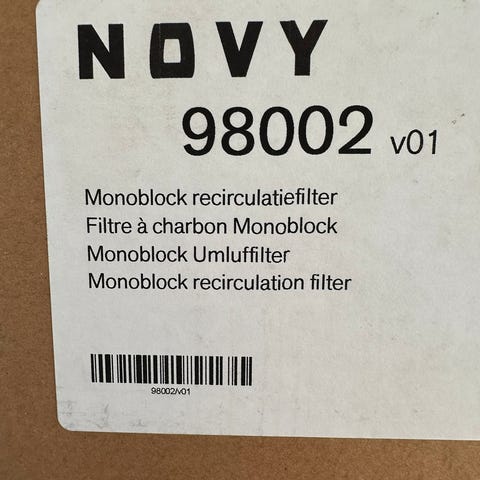 NOVY
98002 v01
Monoblock recirculatiefilter
Filtre à charbon Monoblock
Monoblock Umluffilter
Monoblock recirculation filter
98002/v01